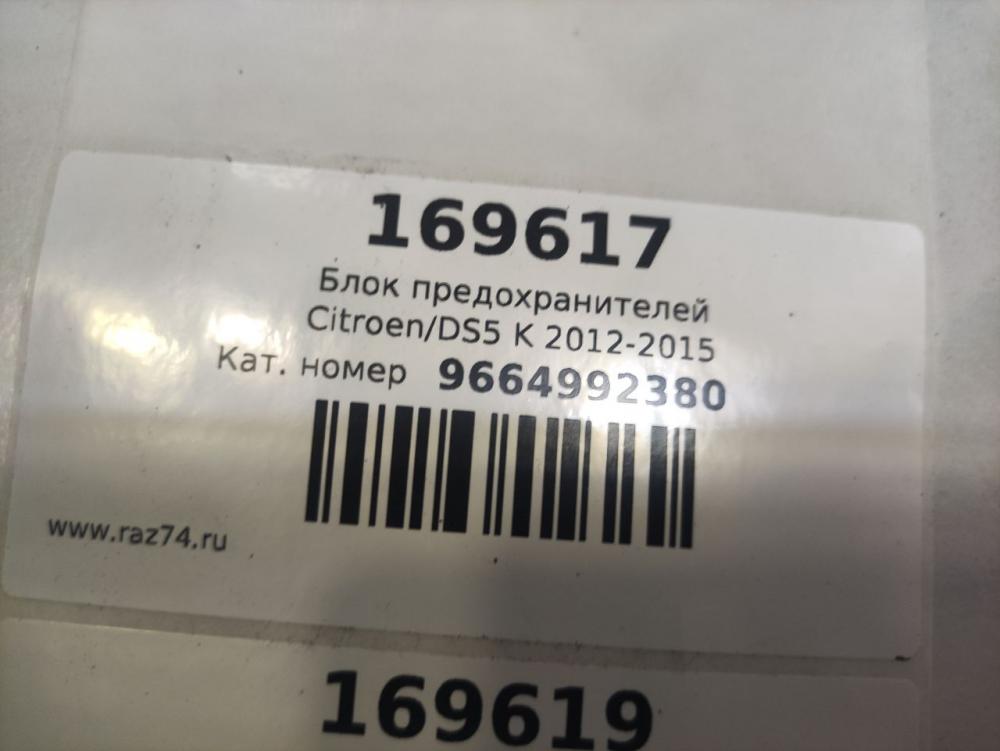 169617
Блок предохранителей
Citroen/DS5 K 2012-2015
Кат. номер 9664992380
www.raz74.ru
169619